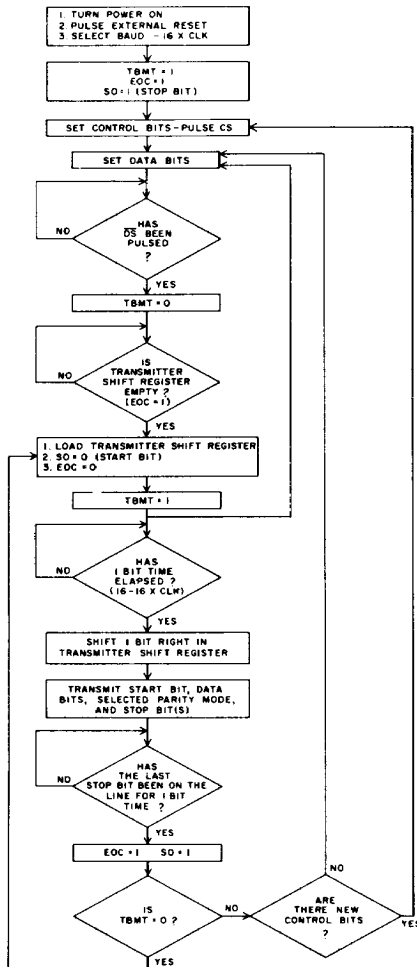 1. TURN POWER ON
2. PULSE EXTERNAL RESET
3. SELECT BAUD - 16 X CLK
TBMT = 1
EOC = 1
SO = 1 (STOP BIT)
SET CONTROL BITS - PULSE CS
SET DATA BITS
HAS
DS BEEN
PULSED
?
NO
YES
TBMT = 0
IS
TRANSMITTER
SHIFT REGISTER
EMPTY ?
(EOC = 1)
NO
YES
1. LOAD TRANSMITTER SHIFT REGISTER
2. SO = 0 (START BIT)
3. EOC = 0
TBMT = 1
HAS
1 BIT TIME
ELAPSED ?
(16-16 X CLK)
NO
YES
SHIFT 1 BIT RIGHT IN
TRANSMITTER SHIFT REGISTER
TRANSMIT START BIT, DATA
BITS, SELECTED PARITY MODE,
AND STOP BIT(S)
HAS
THE LAST
STOP BIT BEEN ON THE
LINE FOR 1 BIT
TIME ?
NO
YES
EOC = 1 SO = 1
IS
TBMT = 0 ?
NO
YES
ARE
THERE NEW
CONTROL BITS
?
NO
YES